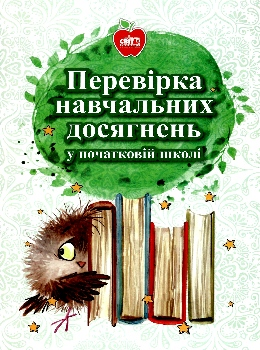 Перевірка
навчальних
досягнень
у початковій школі